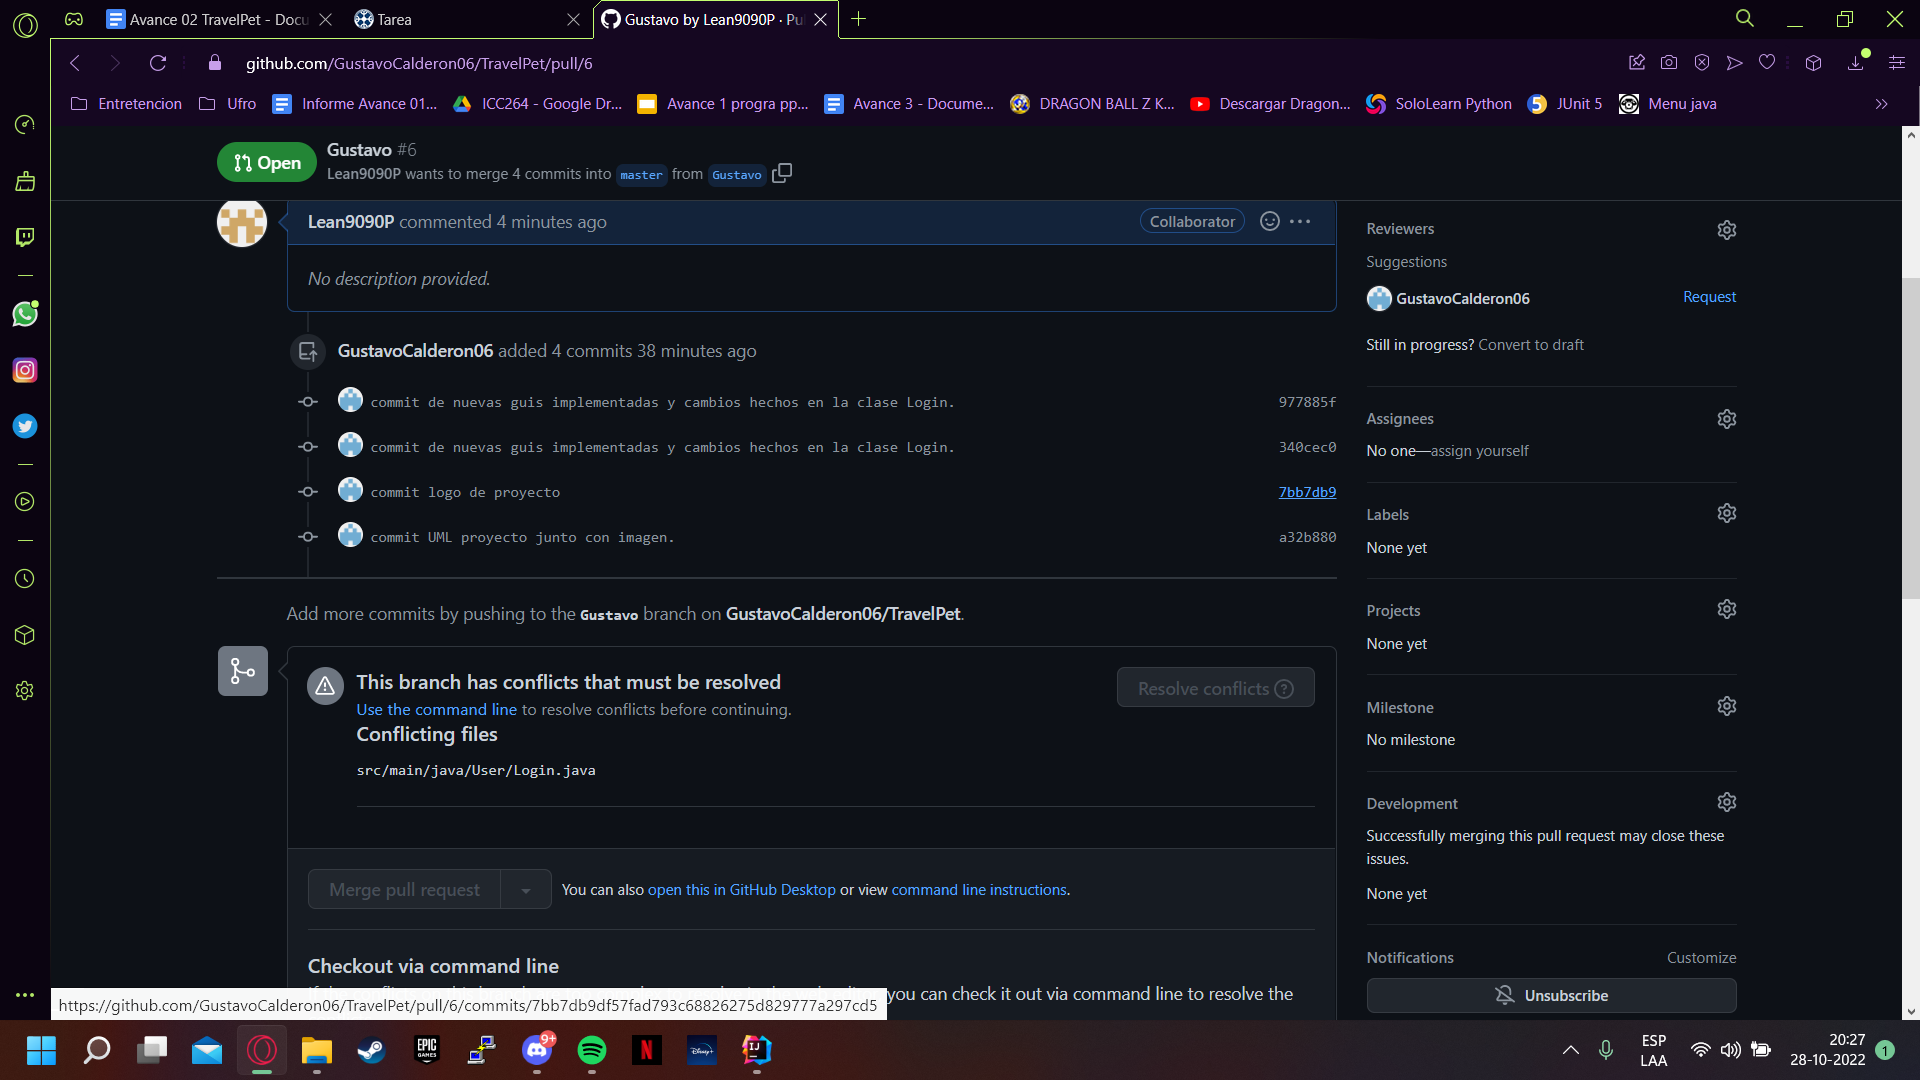 Avance 02 TravelPet - Docu
Tarea
Gustavo by Lean9090P · Pu
github.com/GustavoCalderon06/TravelPet/pull/6
Entretencion
Ufro
Informe Avance 01...
ICC264 - Google Dr...
Avance 1 progra pp...
Avance 3 - Docume...
DRAGON BALL Z K...
Descargar Dragon...
SoloLearn Python
JUnit 5
Menu java
Open
Gustavo #6
Lean9090P wants to merge 4 commits into master from Gustavo
Lean9090P commented 4 minutes ago
Collaborator
No description provided.
GustavoCalderon06 added 4 commits 38 minutes ago
commit de nuevas guis implementadas y cambios hechos en la clase Login. 977885f
commit de nuevas guis implementadas y cambios hechos en la clase Login. 340cec0
commit logo de proyecto 7bb7db9
commit UML proyecto junto con imagen. a32b880
Add more commits by pushing to the Gustavo branch on GustavoCalderon06/TravelPet.
This branch has conflicts that must be resolved
Use the command line to resolve conflicts before continuing.
Resolve conflicts
Conflicting files
src/main/java/User/Login.java
Merge pull request
You can also open this in GitHub Desktop or view command line instructions.
Checkout via command line
you can check it out via command line to resolve the
Reviewers
Suggestions
GustavoCalderon06 Request
Still in progress? Convert to draft
Assignees
No one—assign yourself
Labels
None yet
Projects
None yet
Milestone
No milestone
Development
Successfully merging this pull request may close these
issues.
None yet
Notifications Customize
Unsubscribe
https://github.com/GustavoCalderon06/TravelPet/pull/6/commits/7bb7db9df57fad793c68826275d829777a297cd5
EPIC
GAMES
9+
N
Disney+
IJ
ESP
LAA
20:27
28-10-2022
1